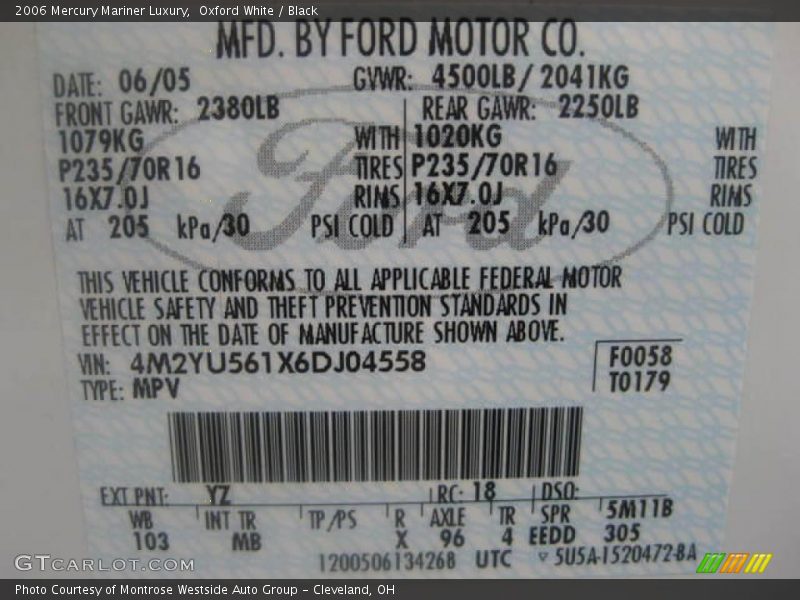 2006 Mercury Mariner Luxury,  Oxford White / Black
MFD. BY FORD MOTOR CO.
DATE: 06/05 GVWR: 4500LB/ 2041KG
FRONT GAWR: 2380LB REAR GAWR: 2250LB
1079KG WITH 1020KG WITH
P235/70R16 TIRES P235/70R16 TIRES
16X7.0J RIMS 16X7.0J RIMS
AT 205 kPa/30 PSI COLD AT 205 kPa/30 PSI COLD
Ford
THIS VEHICLE CONFORMS TO ALL APPLICABLE FEDERAL MOTOR
VEHICLE SAFETY AND THEFT PREVENTION STANDARDS IN
EFFECT ON THE DATE OF MANUFACTURE SHOWN ABOVE.
VIN: 4M2YU561X6DJ04558 F0058
TYPE: MPV T0179
EXT PNT: YZ RC: 18 DSO:
WB INT TR TP/PS R AXLE TR SPR 5M11B
103 MB X 96 4 EEDD 305
1200506134268 UTC 5U5A-1520472-BA
GTCARLOT.COM
Photo Courtesy of Montrose Westside Auto Group - Cleveland, OH